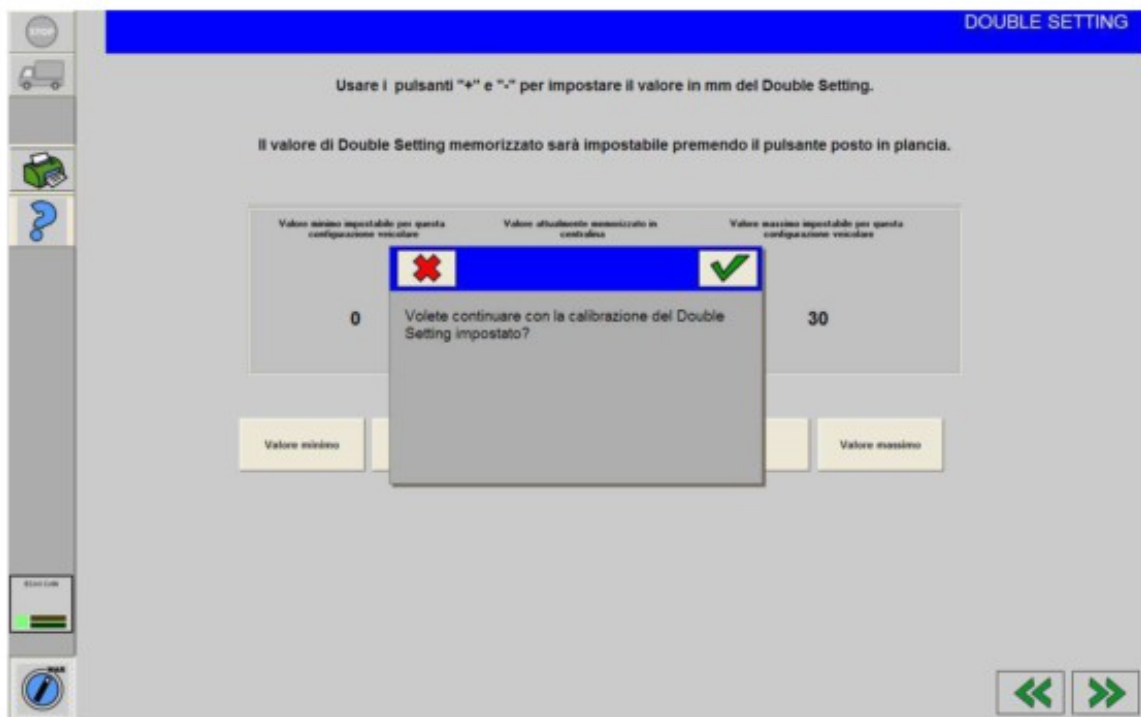 STOP
DOUBLE SETTING
Usare i pulsanti "+" e "-" per impostare il valore in mm del Double Setting.
Il valore di Double Setting memorizzato sarà impostabile premendo il pulsante posto in plancia.
Valore minimo impostabile per questa
configurazione veicolare
Valore attualmente memorizzato in
centralina
Valore massimo impostabile per questa
configurazione veicolare
0
30
Volete continuare con la calibrazione del Double
Setting impostato?
Valore minimo
Valore massimo
MAR